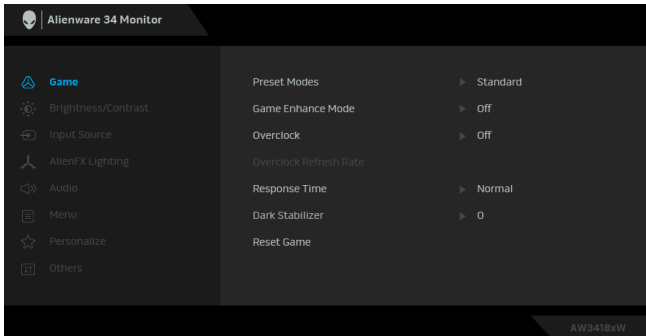 Alienware 34 Monitor
Game
Preset Modes
Standard
Brightness/Contrast
Game Enhance Mode
Off
Input Source
Overclock
Off
AlienFX Lighting
Overclock Refresh Rate
Audio
Response Time
Normal
Menu
Dark Stabilizer
0
Personalize
Reset Game
Others
AW3418xW